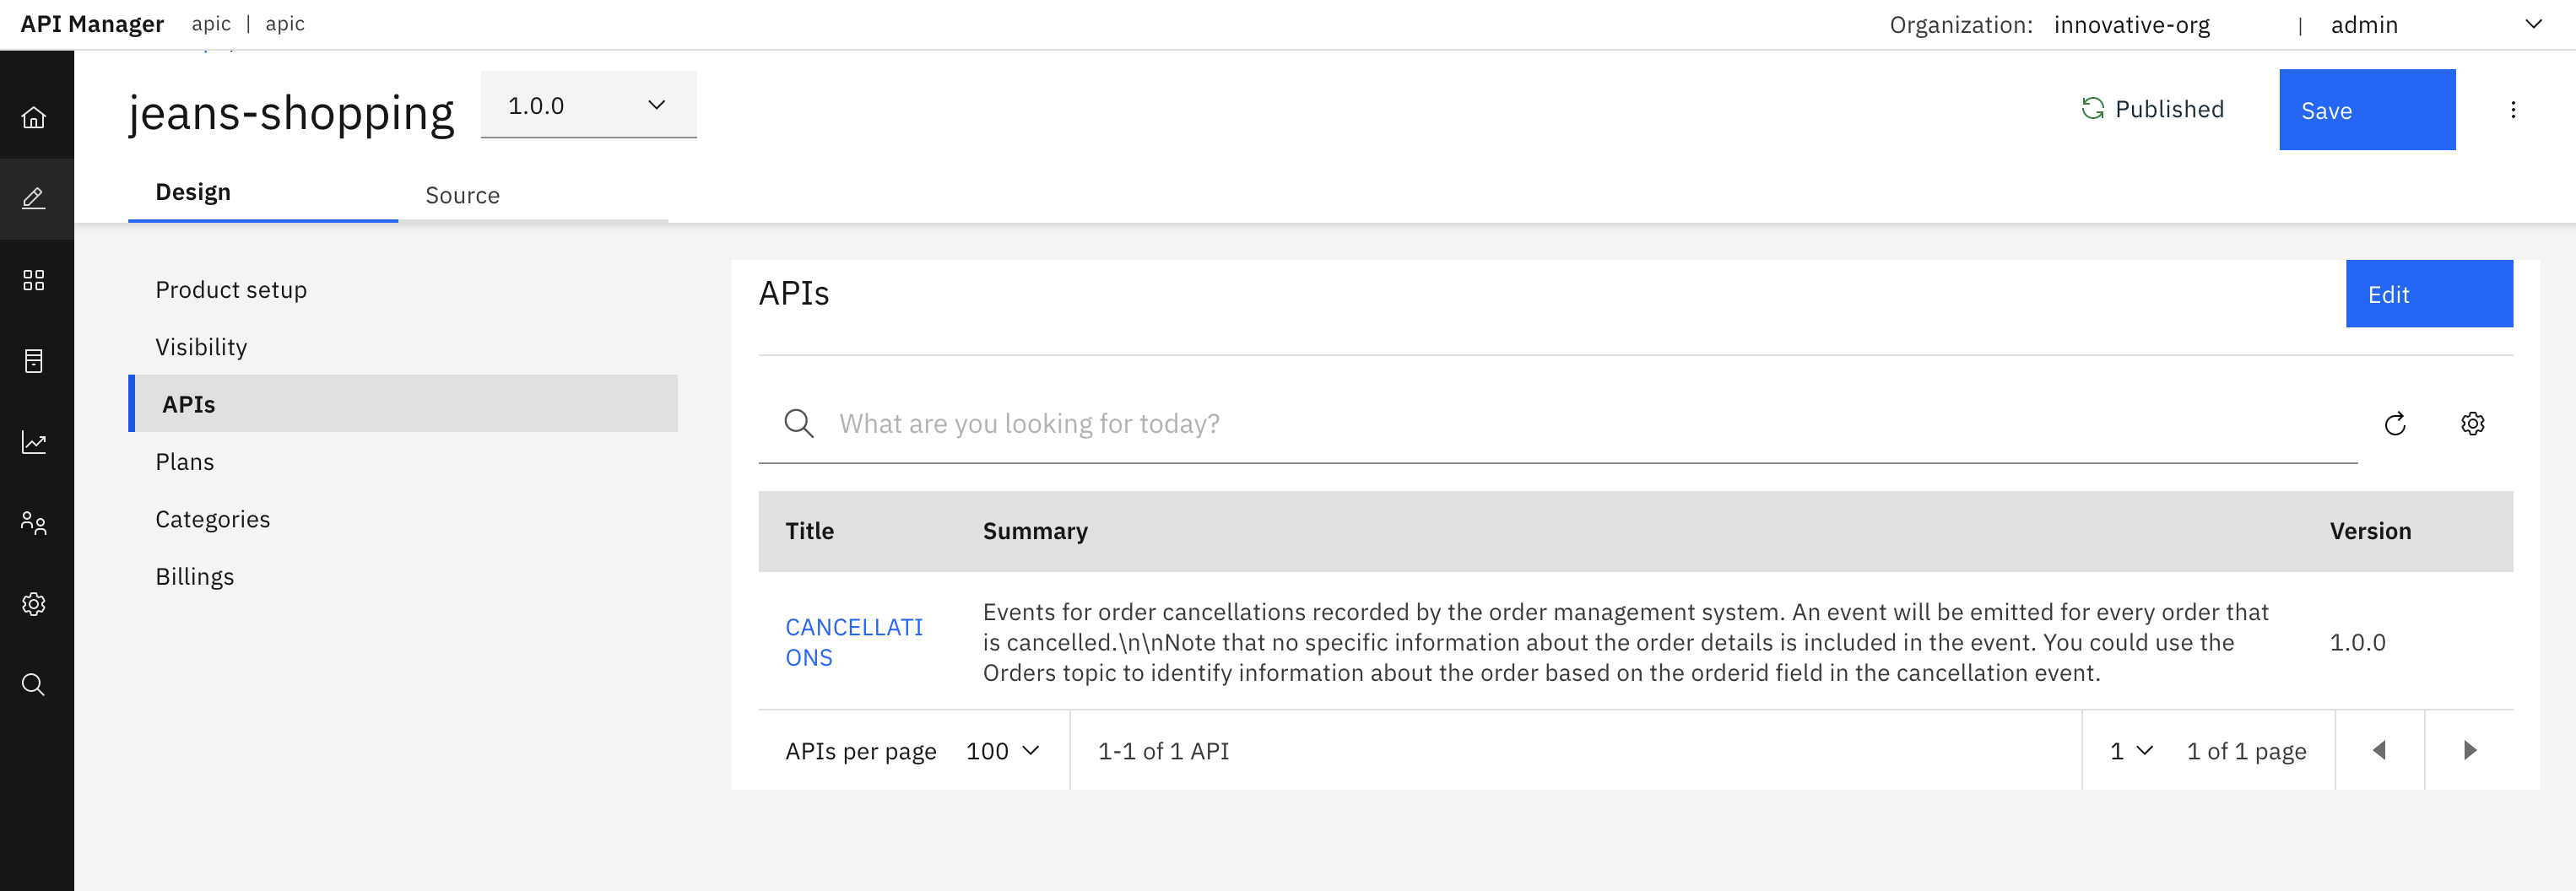 API Manager apic | apic Organization: innovative-org | admin
jeans-shopping 1.0.0 Published Save
Design Source
Product setup
Visibility
APIs
Plans
Categories
Billings
APIs Edit
What are you looking for today?
Title Summary Version
CANCELLATI
ONS
Events for order cancellations recorded by the order management system. An event will be emitted for every order that
is cancelled.\n\nNote that no specific information about the order details is included in the event. You could use the
Orders topic to identify information about the order based on the orderid field in the cancellation event.
1.0.0
APIs per page 100 1-1 of 1 API 1 1 of 1 page